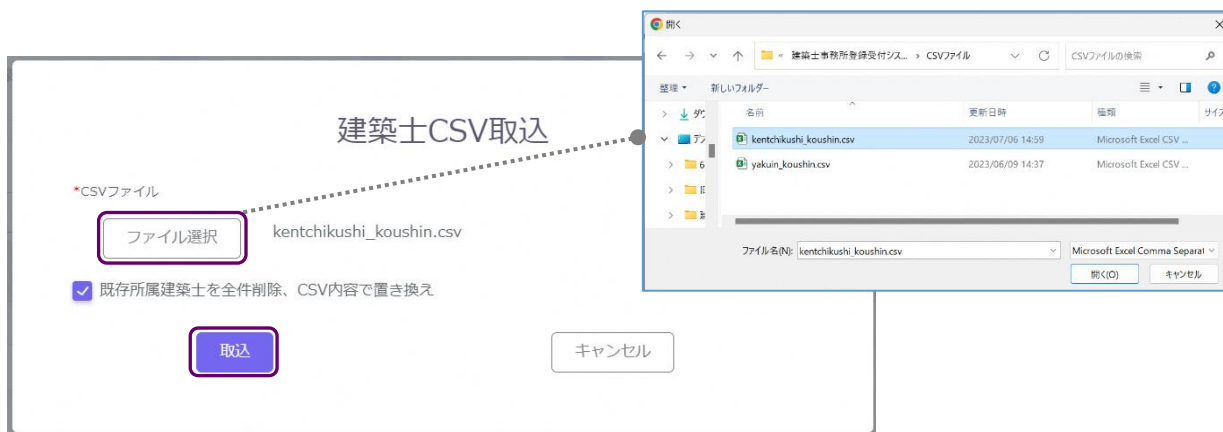 建築士CSV取込
*CSVファイル
ファイル選択
kentchikushi_koushin.csv
既存所属建築士を全件削除、CSV内容で置き換え
取込
キャンセル
開く
建築士事務所登録受付シス... › CSVファイル
CSVファイルの検索
整理
新しいフォルダー
名前
更新日時
種類
サイズ
kentchikushi_koushin.csv
2023/07/06 14:59
Microsoft Excel CSV ...
yakuin_koushin.csv
2023/06/09 14:37
Microsoft Excel CSV ...
6
ファイル名(N):
kentchikushi_koushin.csv
Microsoft Excel Comma Separat
開く(O)
キャンセル